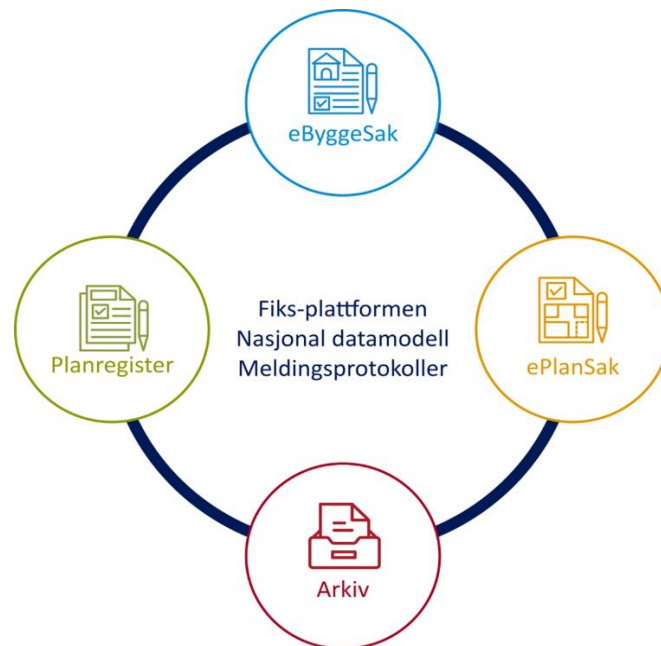 eByggeSak
Planregister
Fiks-plattformen
Nasjonal datamodell
Meldingsprotokoller
ePlanSak
Arkiv